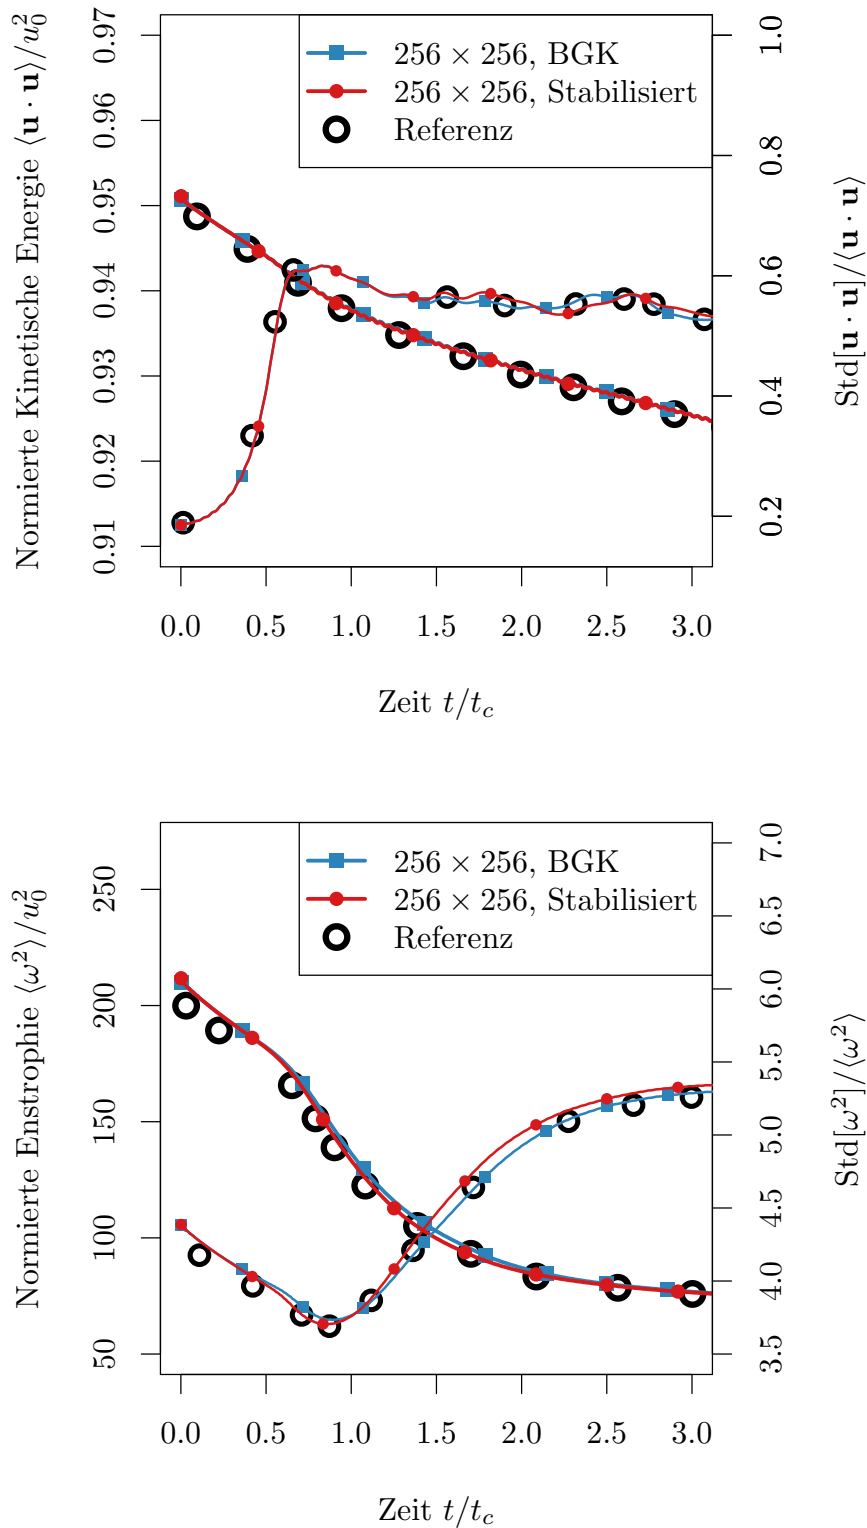 Normierte Kinetische Energie ⟨u · u⟩/u₀²
0.91 0.92 0.93 0.94 0.95 0.96 0.97
256 × 256, BGK
256 × 256, Stabilisiert
Referenz
0.2 0.4 0.6 0.8 1.0
Std[u · u]/⟨u · u⟩
0.0 0.5 1.0 1.5 2.0 2.5 3.0
Zeit t/t_c
Normierte Enstrophie ⟨ω²⟩/u₀²
50 100 150 200 250
256 × 256, BGK
256 × 256, Stabilisiert
Referenz
3.5 4.0 4.5 5.0 5.5 6.0 6.5 7.0
Std[ω²]/⟨ω²⟩
0.0 0.5 1.0 1.5 2.0 2.5 3.0
Zeit t/t_c